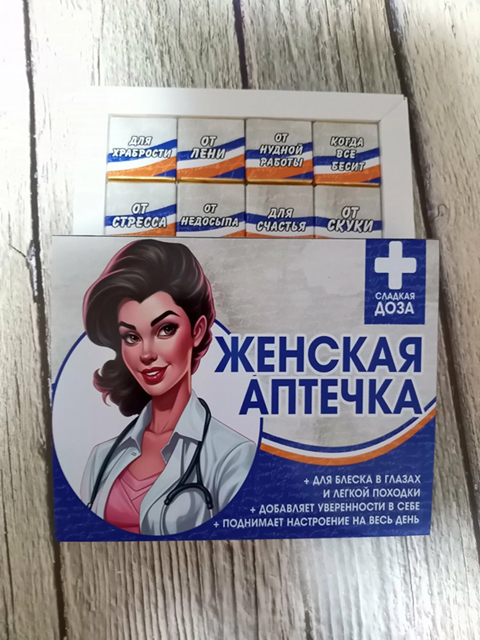 ДЛЯ
ХРАБРОСТИ
ОТ
ЛЕНИ
ОТ
НУДНОЙ
РАБОТЫ
КОГДА
ВСЕ
БЕСИТ
ОТ
СТРЕССА
ОТ
НЕДОСЫПА
ДЛЯ
СЧАСТЬЯ
ОТ
СКУКИ
СЛАДКАЯ
ДОЗА
ЖЕНСКАЯ
АПТЕЧКА
+ ДЛЯ БЛЕСКА В ГЛАЗАХ
И ЛЕГКОЙ ПОХОДКИ
+ ДОБАВЛЯЕТ УВЕРЕННОСТИ В СЕБЕ
+ ПОДНИМАЕТ НАСТРОЕНИЕ НА ВЕСЬ ДЕНЬ